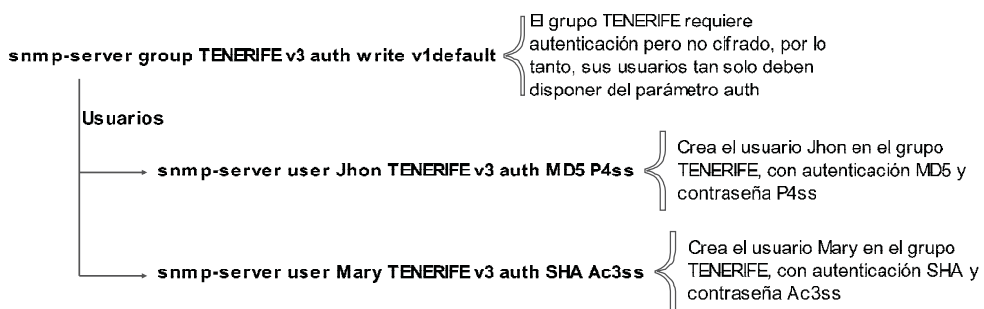 snmp-server group TENERIFE v3 auth write v1default
El grupo TENERIFE requiere
autenticación pero no cifrado, por lo
tanto, sus usuarios tan solo deben
disponer del parámetro auth
Usuarios
snmp-server user Jhon TENERIFE v3 auth MD5 P4ss
Crea el usuario Jhon en el grupo
TENERIFE, con autenticación MD5 y
contraseña P4ss
snmp-server user Mary TENERIFE v3 auth SHA Ac3ss
Crea el usuario Mary en el grupo
TENERIFE, con autenticación SHA y
contraseña Ac3ss